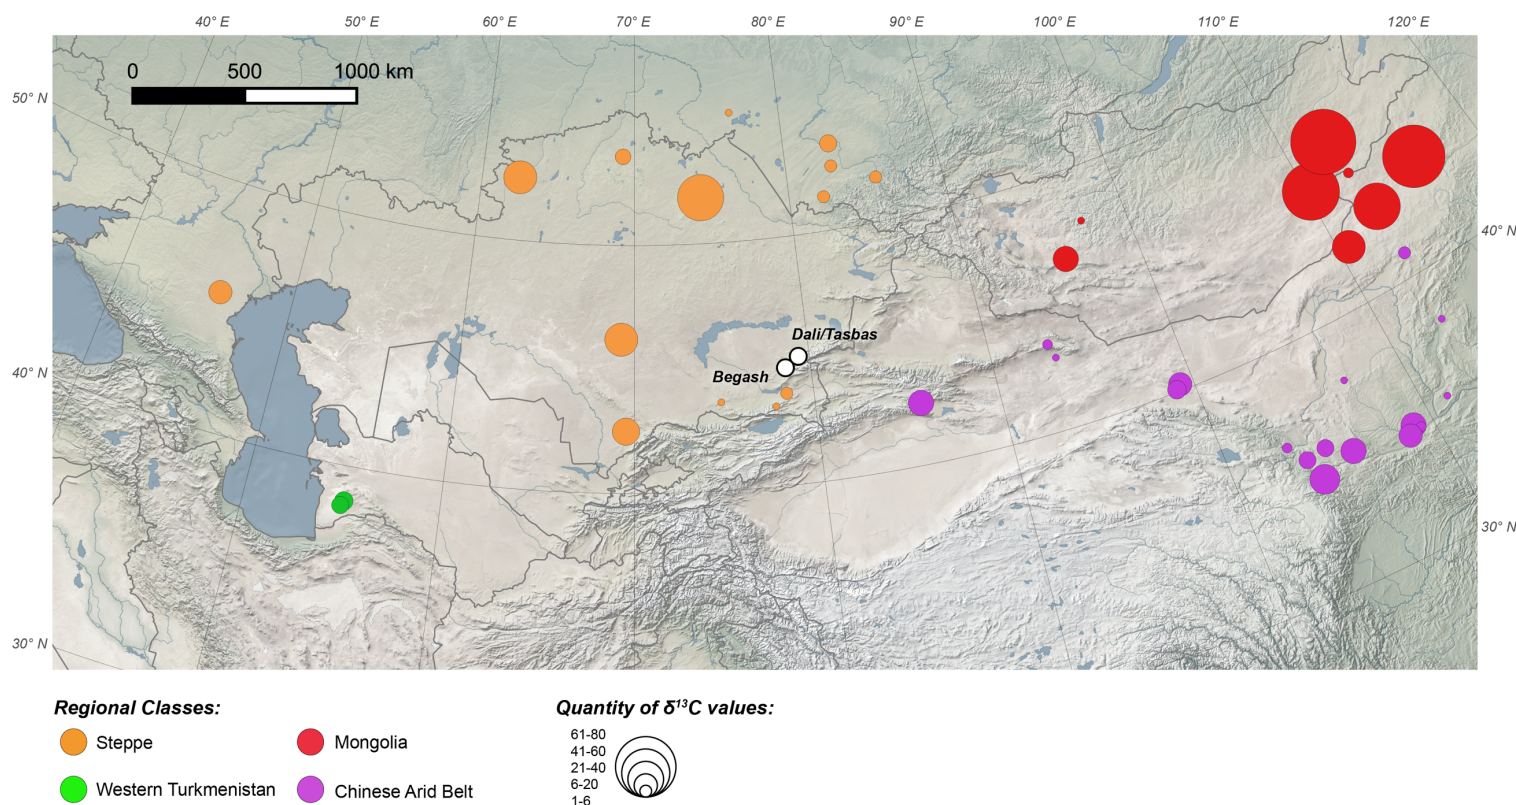 40° E 50° E 60° E 70° E 80° E 90° E 100° E 110° E 120° E
0 500 1000 km
50° N
40° N
Dali/Tasbas
Begash
40° N
30° N
30° N
Regional Classes:
Steppe
Mongolia
Western Turkmenistan
Chinese Arid Belt
Quantity of δ¹³C values:
61-80
41-60
21-40
6-20
1-6